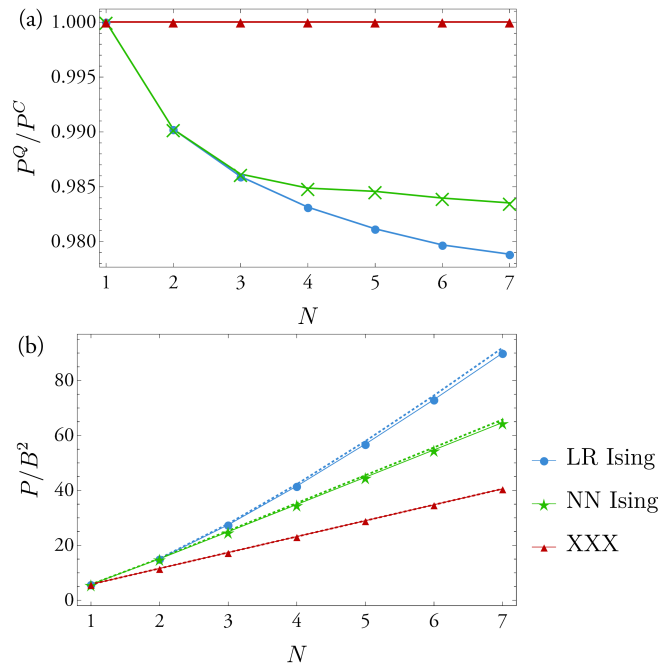 (a)
1.000
0.995
0.990
0.985
0.980
P^Q/P^C
1 2 3 4 5 6 7
N
(b)
80
60
40
20
0
P/B^2
1 2 3 4 5 6 7
N
LR Ising
NN Ising
XXX